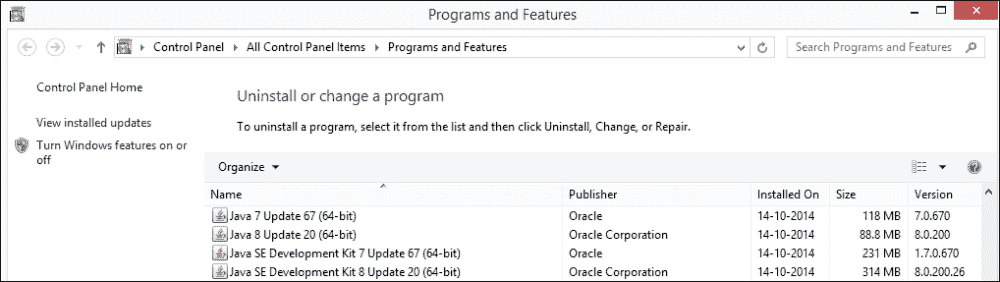 Programs and Features
Control Panel All Control Panel Items Programs and Features
Search Programs and Features
Control Panel Home
View installed updates
Turn Windows features on or
off
Uninstall or change a program
To uninstall a program, select it from the list and then click Uninstall, Change, or Repair.
Organize
Name Publisher Installed On Size Version
Java 7 Update 67 (64-bit) Oracle 14-10-2014 118 MB 7.0.670
Java 8 Update 20 (64-bit) Oracle Corporation 14-10-2014 88.8 MB 8.0.200
Java SE Development Kit 7 Update 67 (64-bit) Oracle 14-10-2014 231 MB 1.7.0.670
Java SE Development Kit 8 Update 20 (64-bit) Oracle Corporation 14-10-2014 314 MB 8.0.200.26